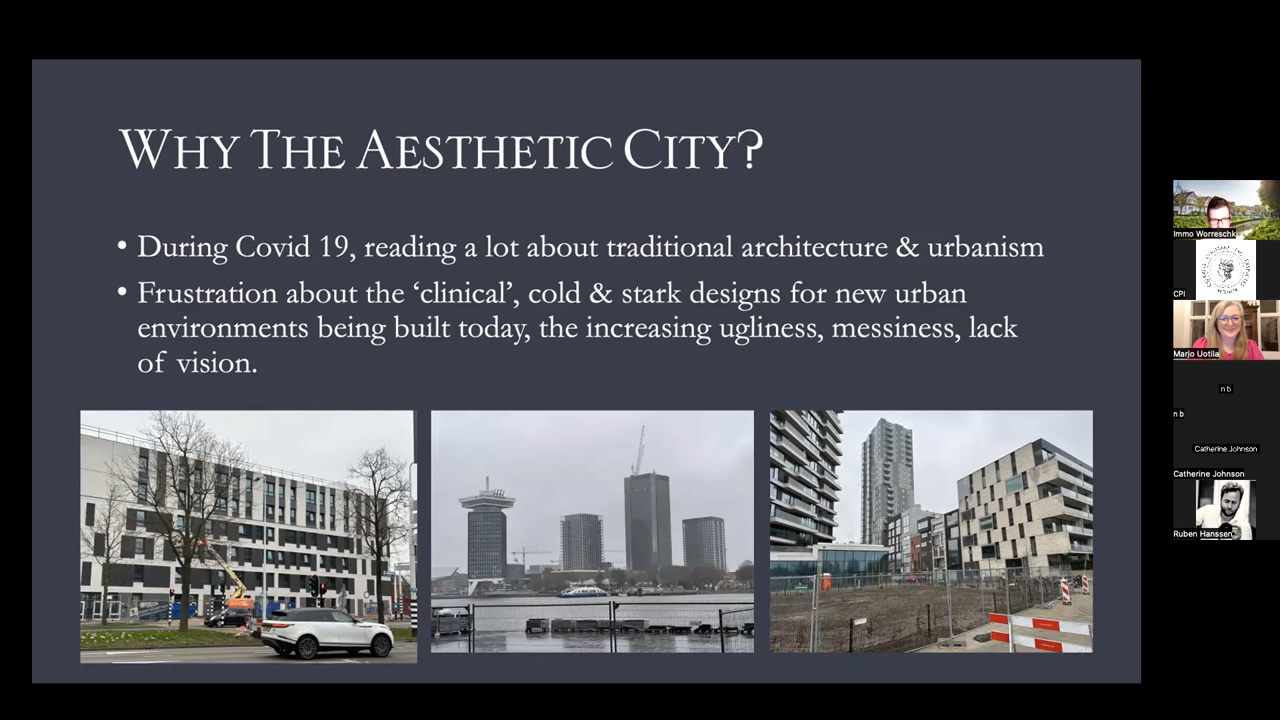 WHY THE AESTHETIC CITY?
• During Covid 19, reading a lot about traditional architecture & urbanism
• Frustration about the ‘clinical’, cold & stark designs for new urban
environments being built today, the increasing ugliness, messiness, lack
of vision.
Immo Worreschk
CPI
Marjo Uotila
n b
n b
Catherine Johnson
Catherine Johnson
Ruben Hanssen